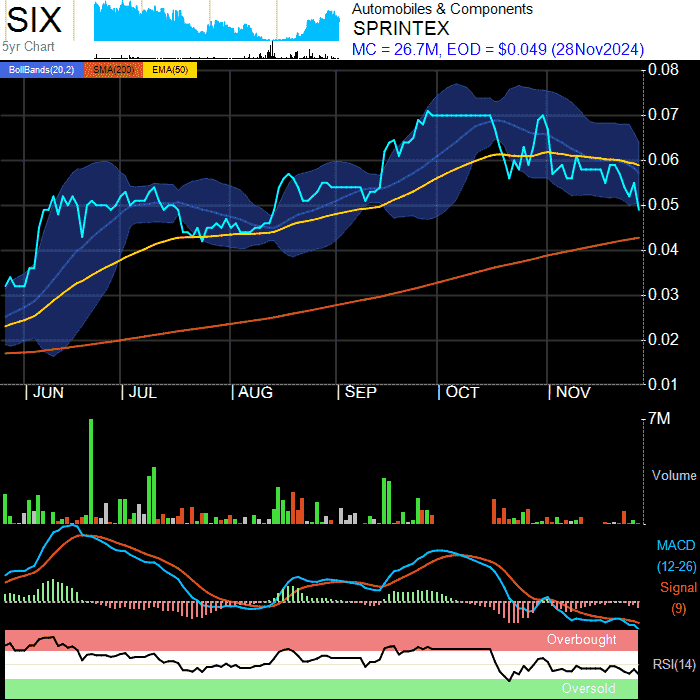 SIX
5yr Chart
Automobiles & Components
SPRINTEX
MC = 26.7M, EOD = $0.049 (28Nov2024)
BollBands(20,2) SMA(200) EMA(50)
0.08
0.07
0.06
0.05
0.04
0.03
0.02
0.01
JUN JUL AUG SEP OCT NOV
7M
Volume
MACD
(12-26)
Signal
(9)
Overbought
RSI(14)
Oversold